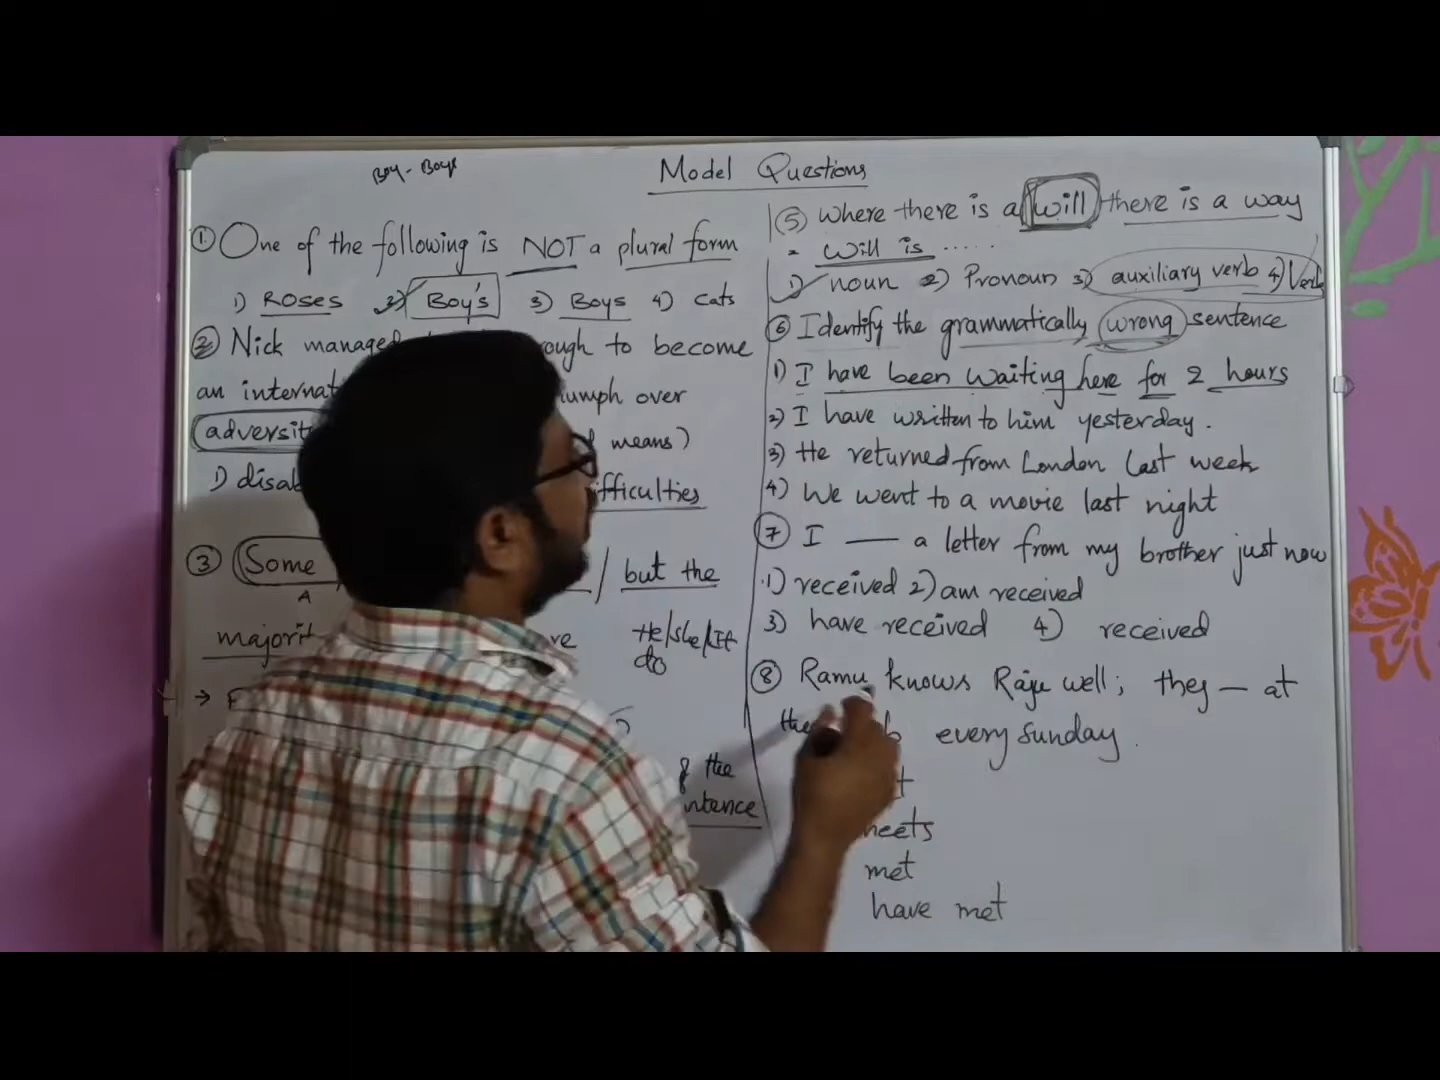 Boy - Boys
Model Questions
① One of the following is NOT a plural form
1) Roses 2) Boy's 3) Boys 4) cats
② Nick managed to become
an over
adversit means)
1) difficulties
③ Some / but the
A
majorit He/she/It
do
→
of the
⑤ Where there is a will there is a way
will is .....
1) noun 2) Pronoun 3) auxiliary verb 4) Verb
⑥ Identify the grammatically wrong sentence
1) I have been waiting here for 2 hours
2) I have written to him yesterday.
3) He returned from London last week
4) We went to a movie last night
⑦ I — a letter from my brother just now
1) received 2) am received
3) have received 4) received
⑧ Ramu knows Raju well; they — at
the every sunday.
meets
met
have met